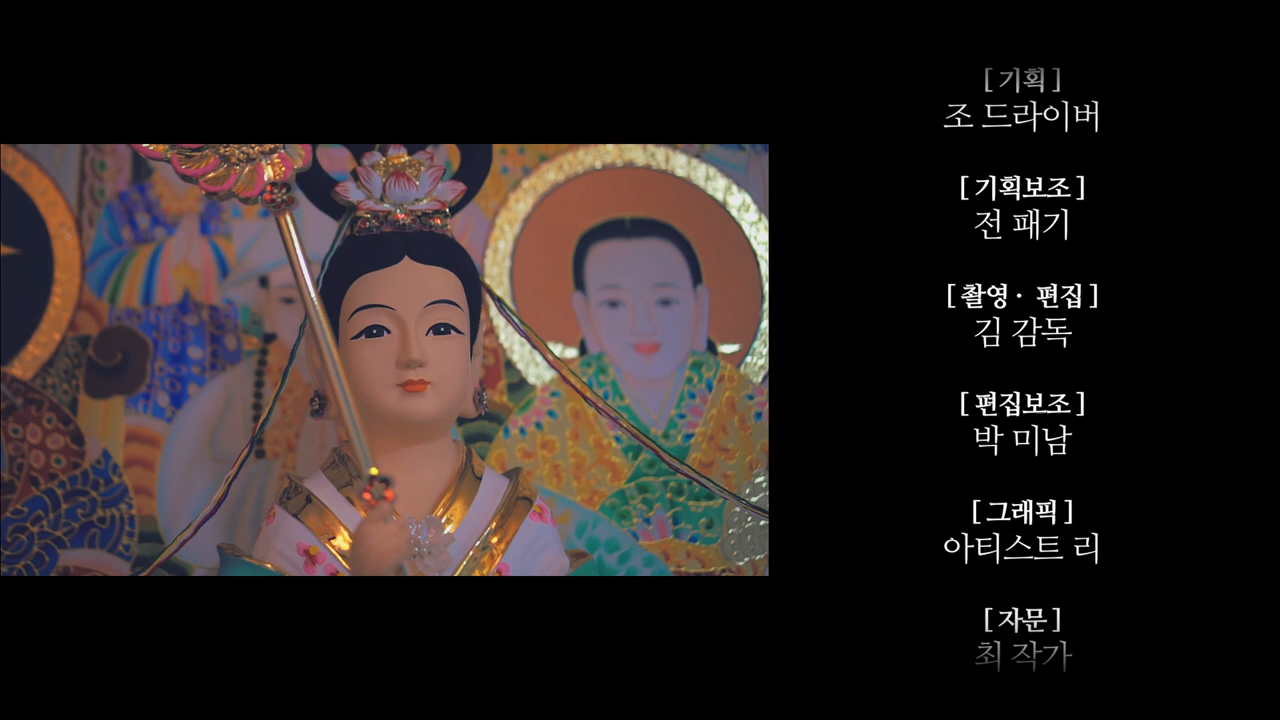 [ 기획 ]
조 드라이버
[ 기획보조 ]
전 패기
[ 촬영 · 편집 ]
김 감독
[ 편집보조 ]
박 미남
[ 그래픽 ]
아티스트 리
[ 자문 ]
최 작가